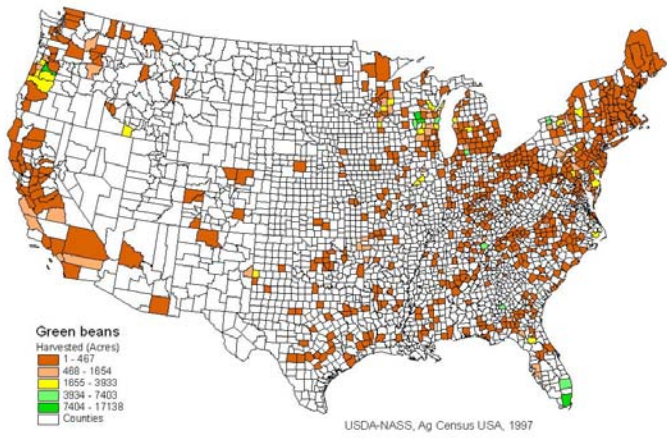 Green beans
Harvested (Acres)
1 - 467
468 - 1654
1655 - 3933
3934 - 7403
7404 - 17138
Counties
USDA-NASS, Ag Census USA, 1997